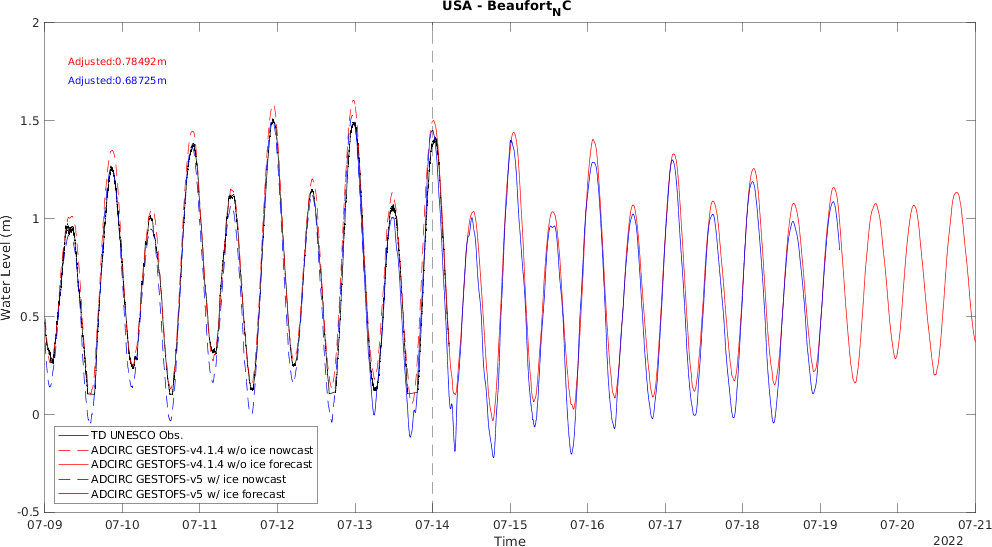 USA - Beaufort_NC
Adjusted:0.78492m
Adjusted:0.68725m
Water Level (m)
2
1.5
1
0.5
0
-0.5
TD UNESCO Obs.
ADCIRC GESTOFS-v4.1.4 w/o ice nowcast
ADCIRC GESTOFS-v4.1.4 w/o ice forecast
ADCIRC GESTOFS-v5 w/ ice nowcast
ADCIRC GESTOFS-v5 w/ ice forecast
07-09 07-10 07-11 07-12 07-13 07-14 07-15 07-16 07-17 07-18 07-19 07-20 07-21
Time
2022